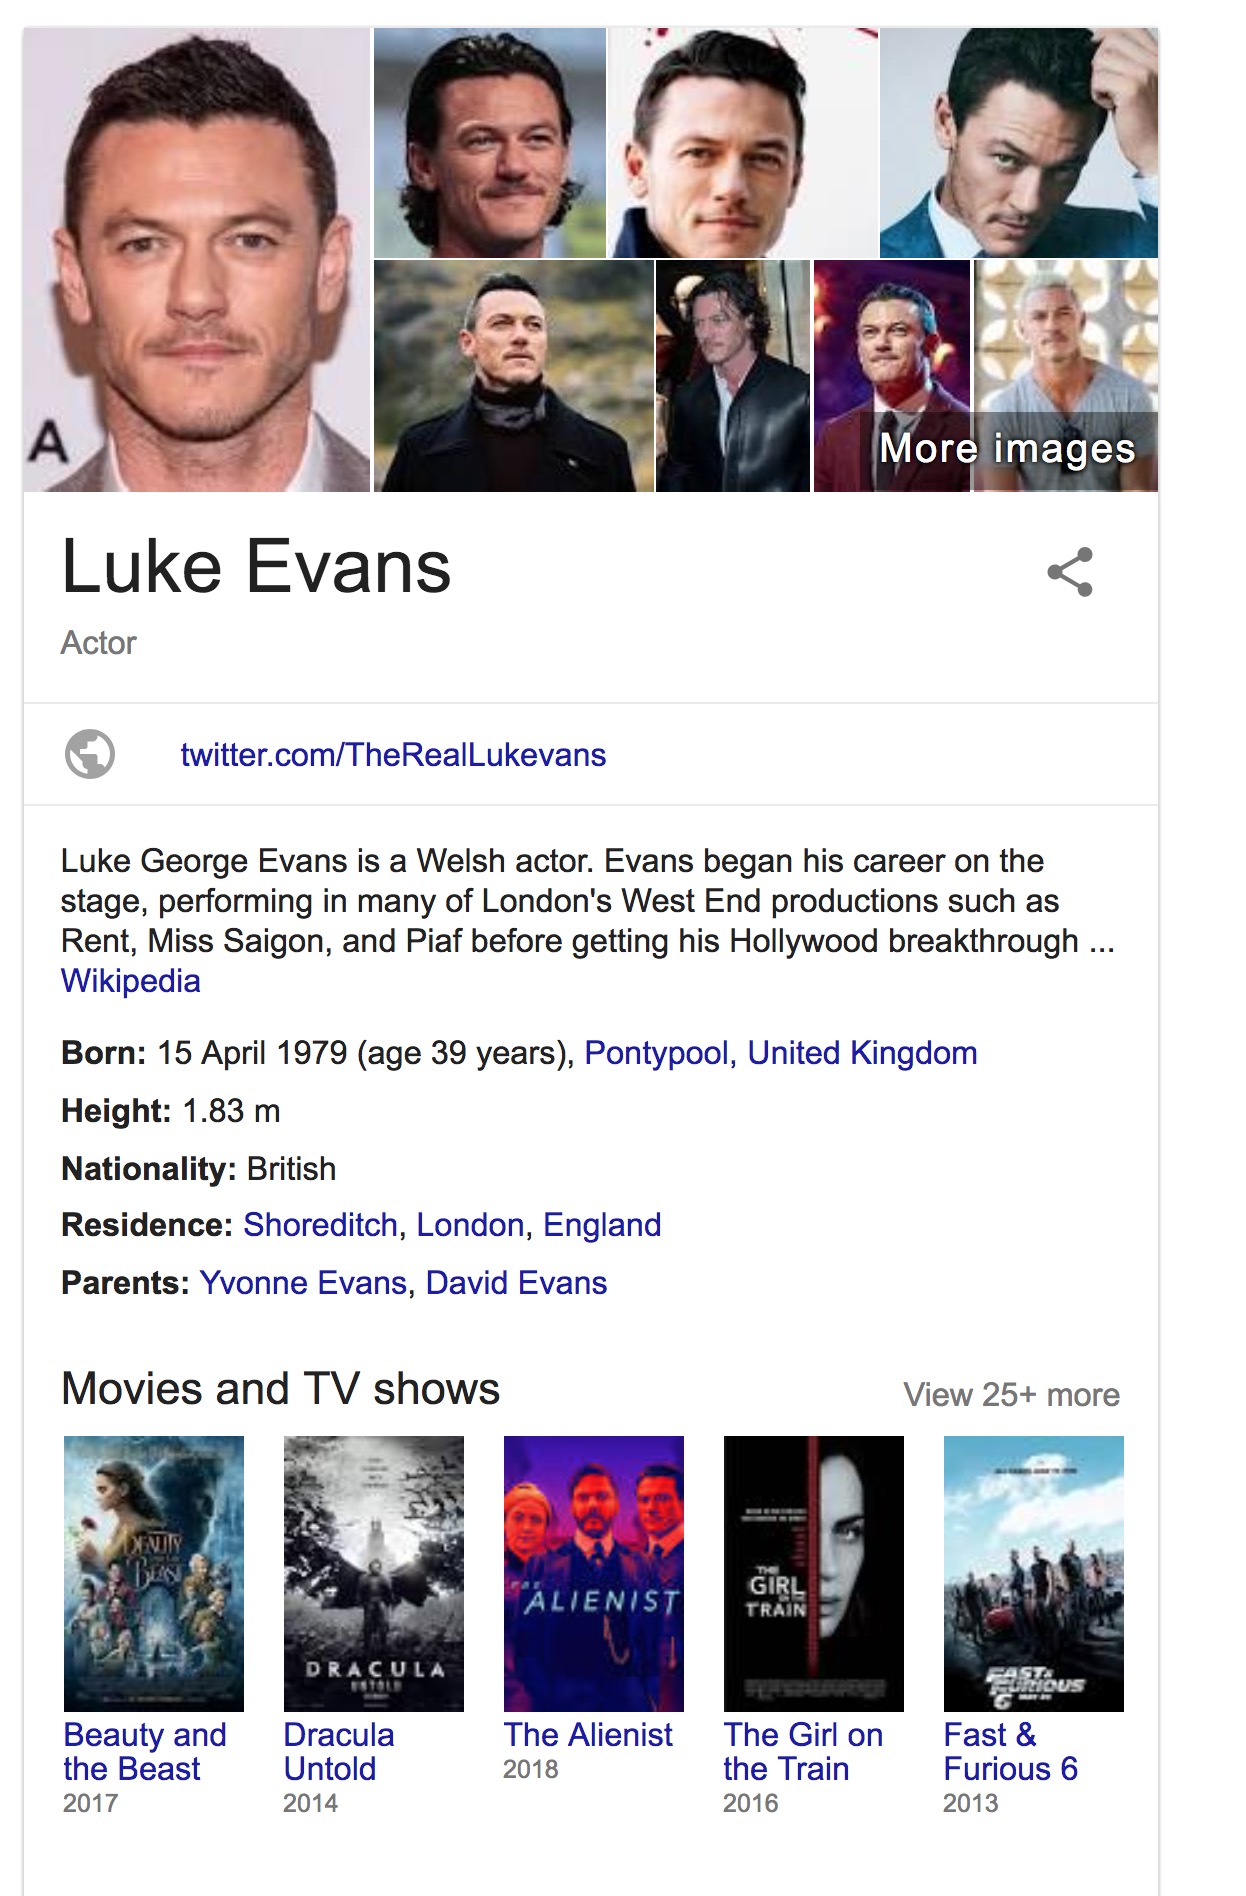 A
More images
Luke Evans
Actor
twitter.com/TheRealLukevans
Luke George Evans is a Welsh actor. Evans began his career on the
stage, performing in many of London's West End productions such as
Rent, Miss Saigon, and Piaf before getting his Hollywood breakthrough ...
Wikipedia
Born: 15 April 1979 (age 39 years), Pontypool, United Kingdom
Height: 1.83 m
Nationality: British
Residence: Shoreditch, London, England
Parents: Yvonne Evans, David Evans
Movies and TV shows
View 25+ more
BEAUTY
BEAST
DRACULA
UNTOLD
ALIENIST
THE
GIRL
TRAIN
FAST &
FURIOUS
6
Beauty and
the Beast
2017
Dracula
Untold
2014
The Alienist
2018
The Girl on
the Train
2016
Fast &
Furious 6
2013